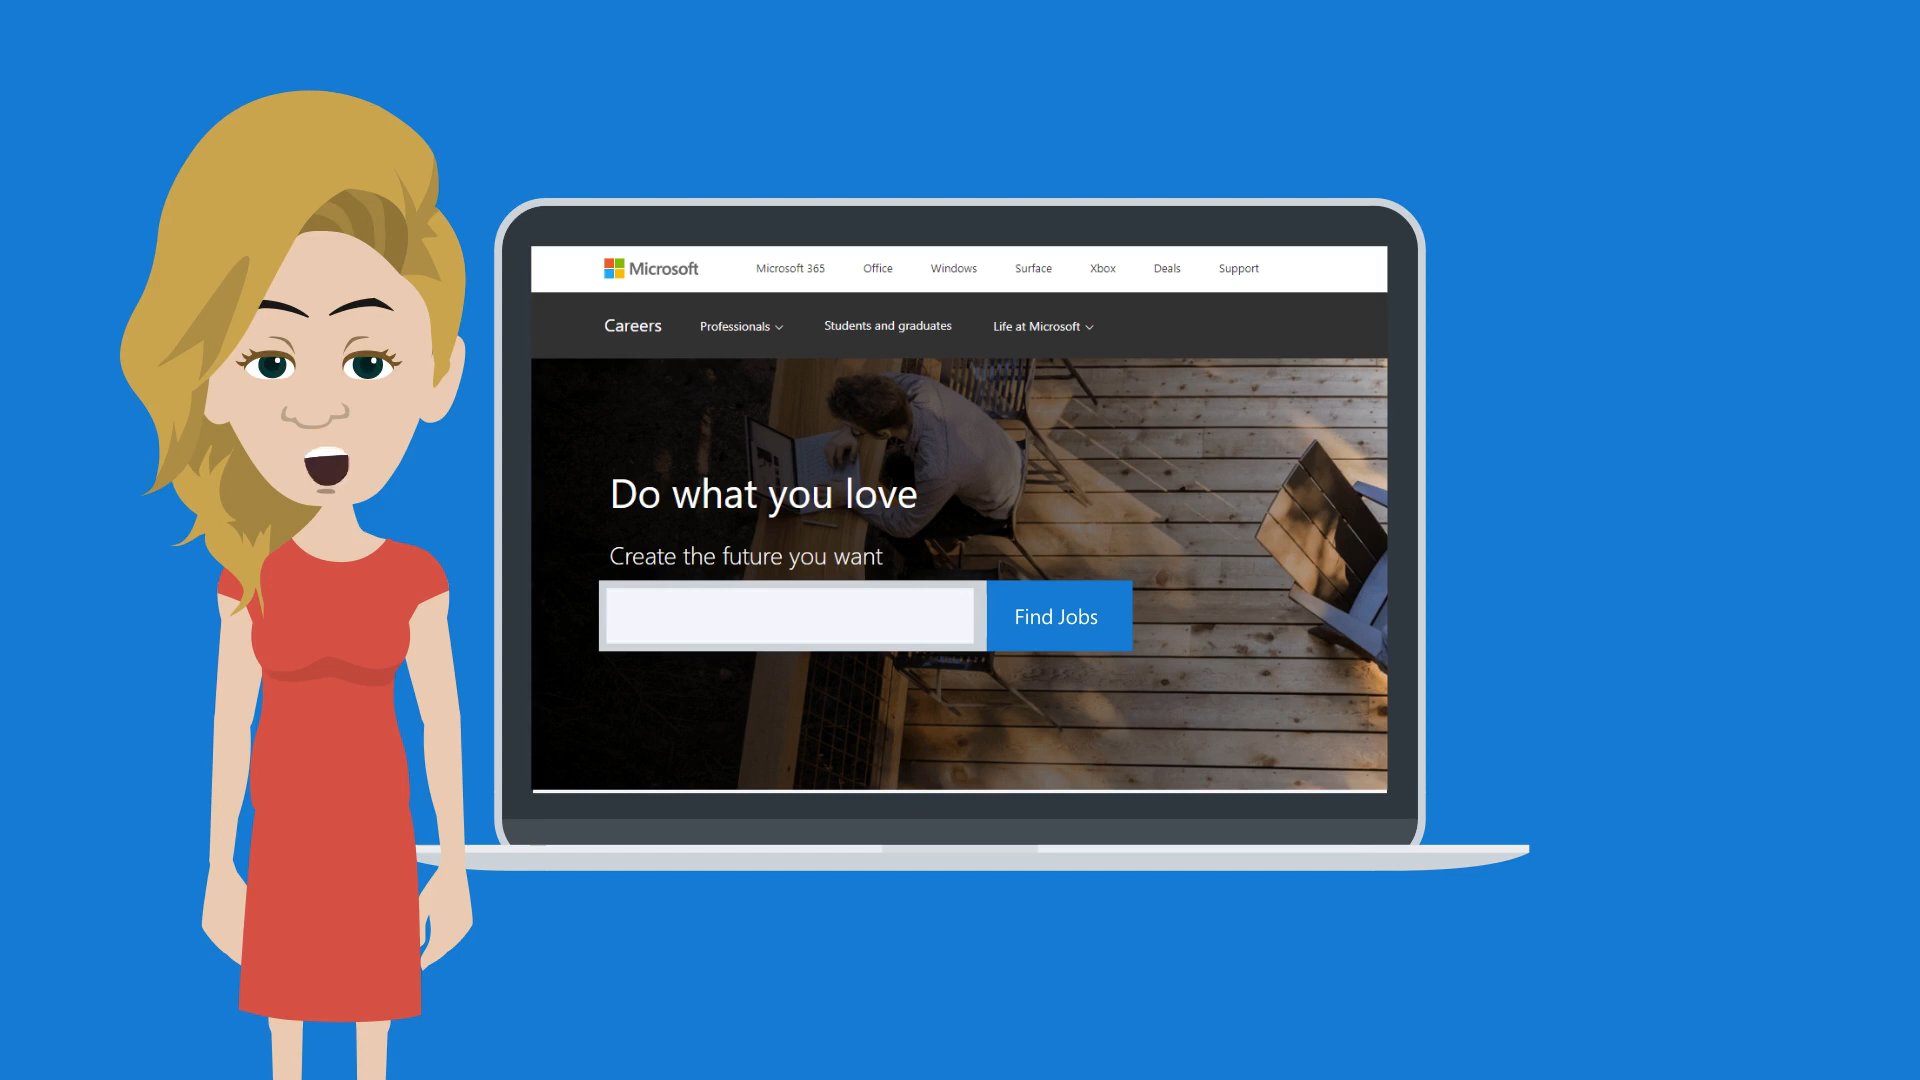 Microsoft Microsoft 365 Office Windows Surface Xbox Deals Support
Careers Professionals Students and graduates Life at Microsoft
Do what you love
Create the future you want
Find Jobs